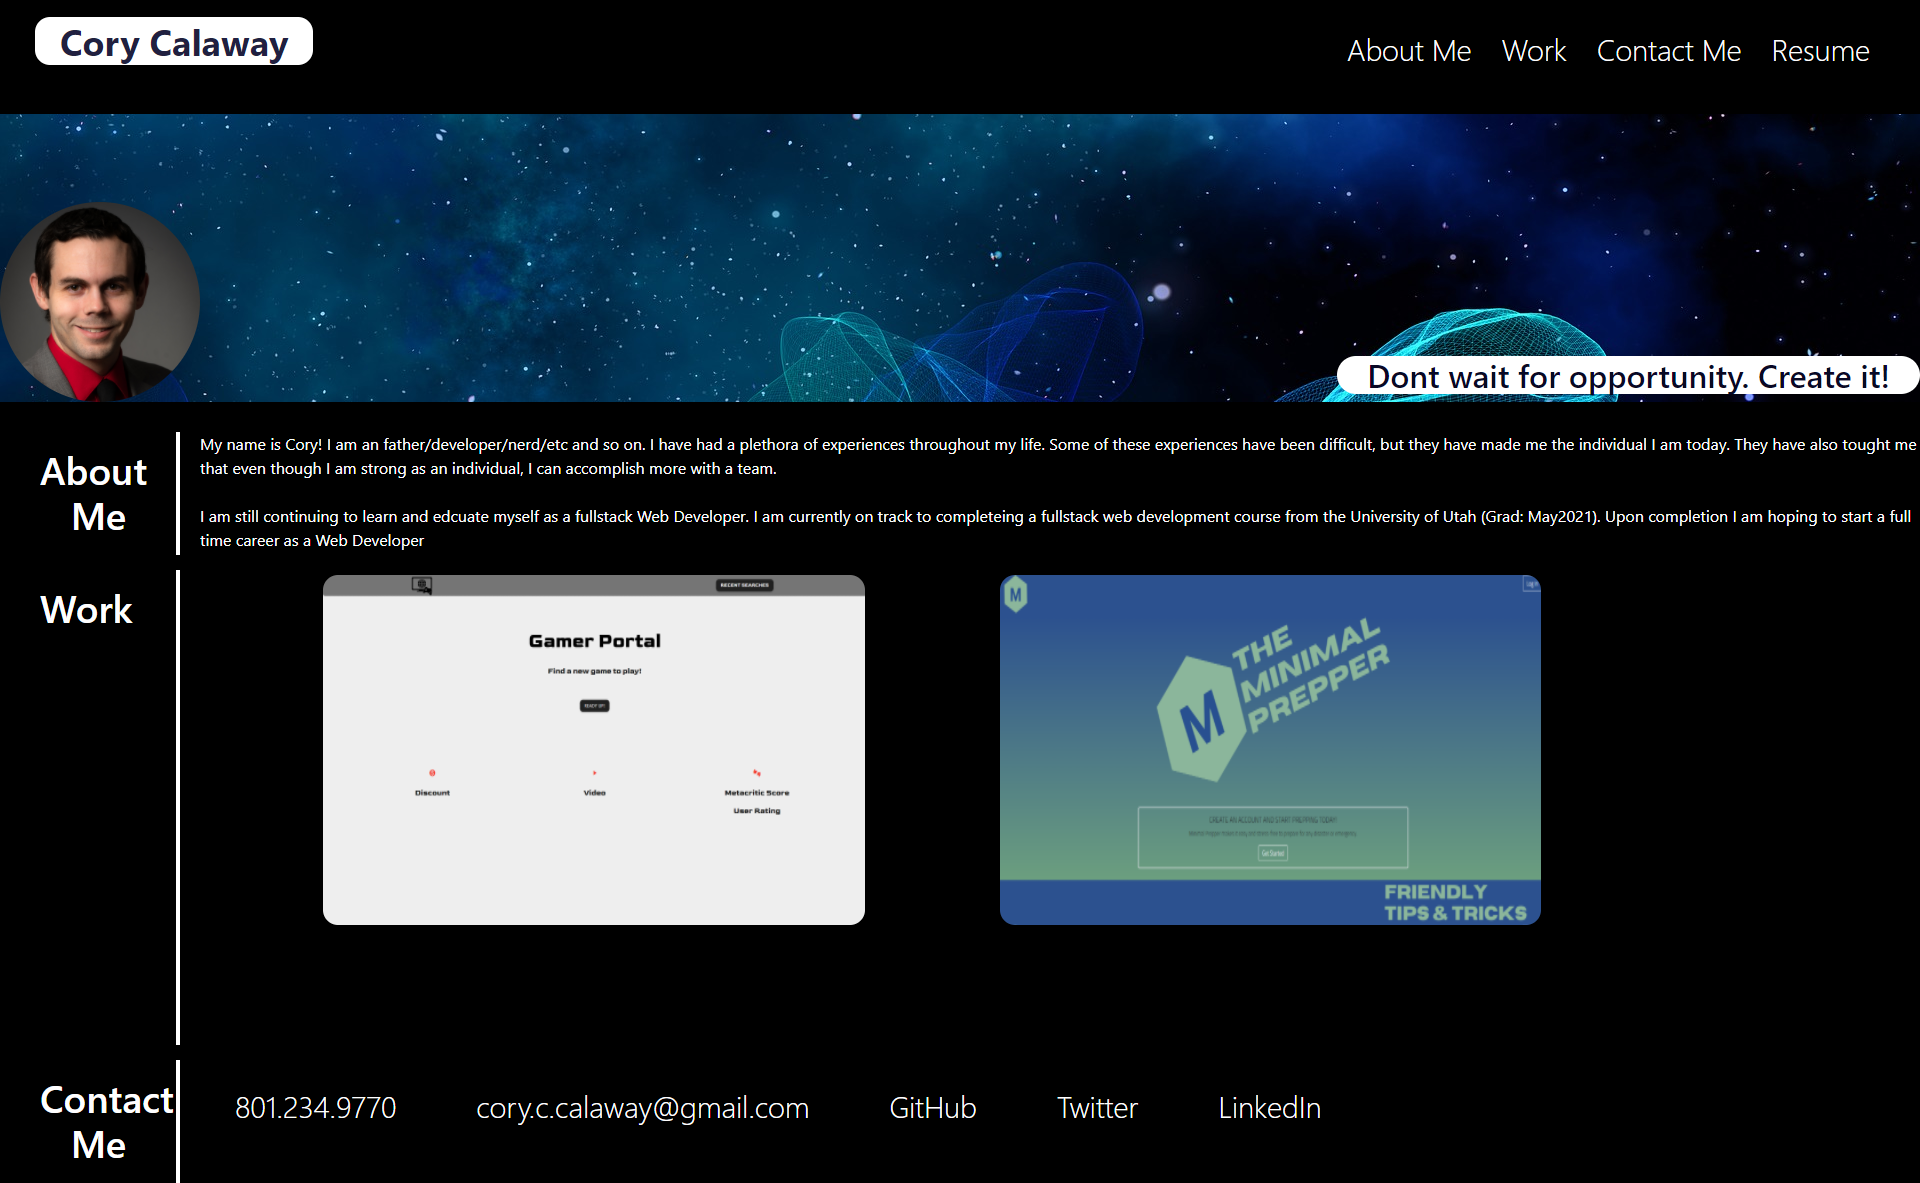 Cory Calaway
About Me Work Contact Me Resume
Dont wait for opportunity. Create it!
About
Me
My name is Cory! I am an father/developer/nerd/etc and so on. I have had a plethora of experiences throughout my life. Some of these experiences have been difficult, but they have made me the individual I am today. They have also tought me
that even though I am strong as an individual, I can accomplish more with a team.
I am still continuing to learn and edcuate myself as a fullstack Web Developer. I am currently on track to completeing a fullstack web development course from the University of Utah (Grad: May2021). Upon completion I am hoping to start a full
time career as a Web Developer
Work
RECENT SEARCHES
Gamer Portal
Find a new game to play!
READY UP!
Discount
Video
Metacritic Score
User Rating
M
M
THE
MINIMAL
PREPPER
CREATE AN ACCOUNT AND START PREPPING TODAY!
Get Started
FRIENDLY
TIPS & TRICKS
Contact
Me
801.234.9770
cory.c.calaway@gmail.com
GitHub
Twitter
LinkedIn